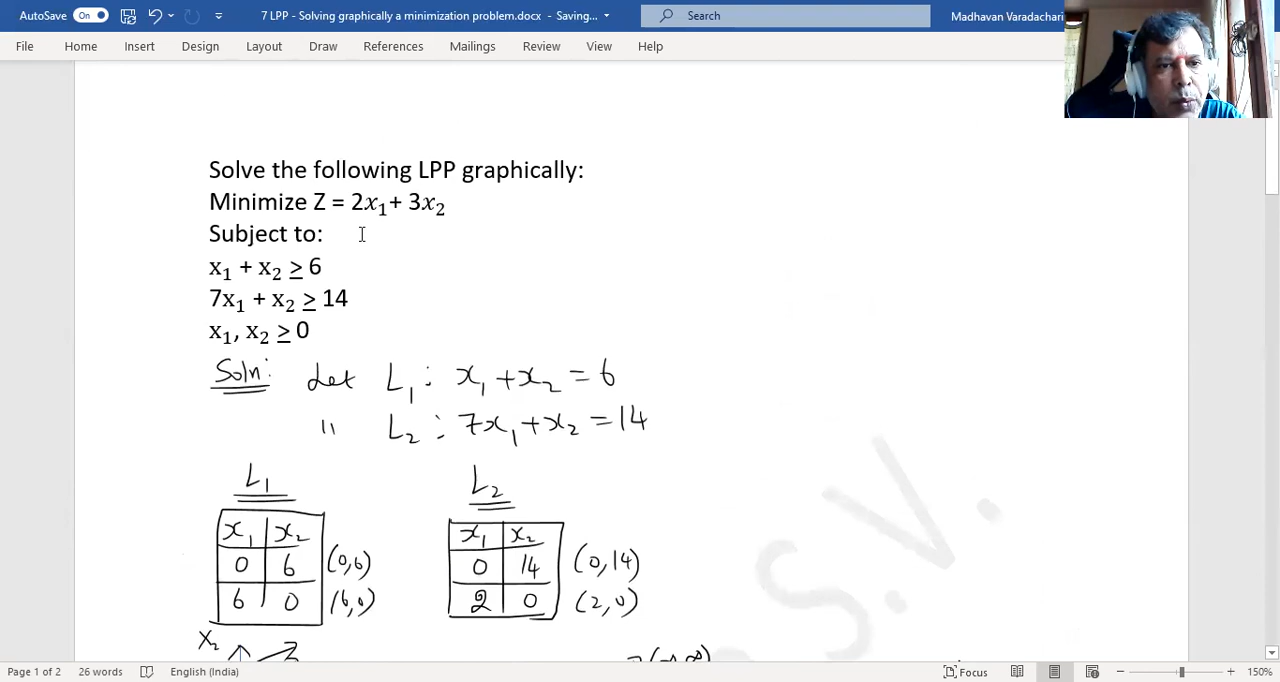 AutoSave On 7 LPP - Solving graphically a minimization problem.docx - Saving... Search Madhavan Varadachari
File Home Insert Draw Design Layout References Mailings Review View Help
Solve the following LPP graphically:
Minimize Z = 2x₁+ 3x₂
Subject to:
x₁ + x₂ ≥ 6
7x₁ + x₂ ≥ 14
x₁, x₂ ≥ 0
Soln: Let L₁ : x₁ + x₂ = 6
" L₂ : 7x₁ + x₂ = 14
L₁ L₂
x₁ x₂ x₁ x₂
0 6 (0,6) 0 14 (0,14)
6 0 (6,0) 2 0 (2,0)
X₂
S.V.
Page 1 of 2 26 words English (India) Focus 150%